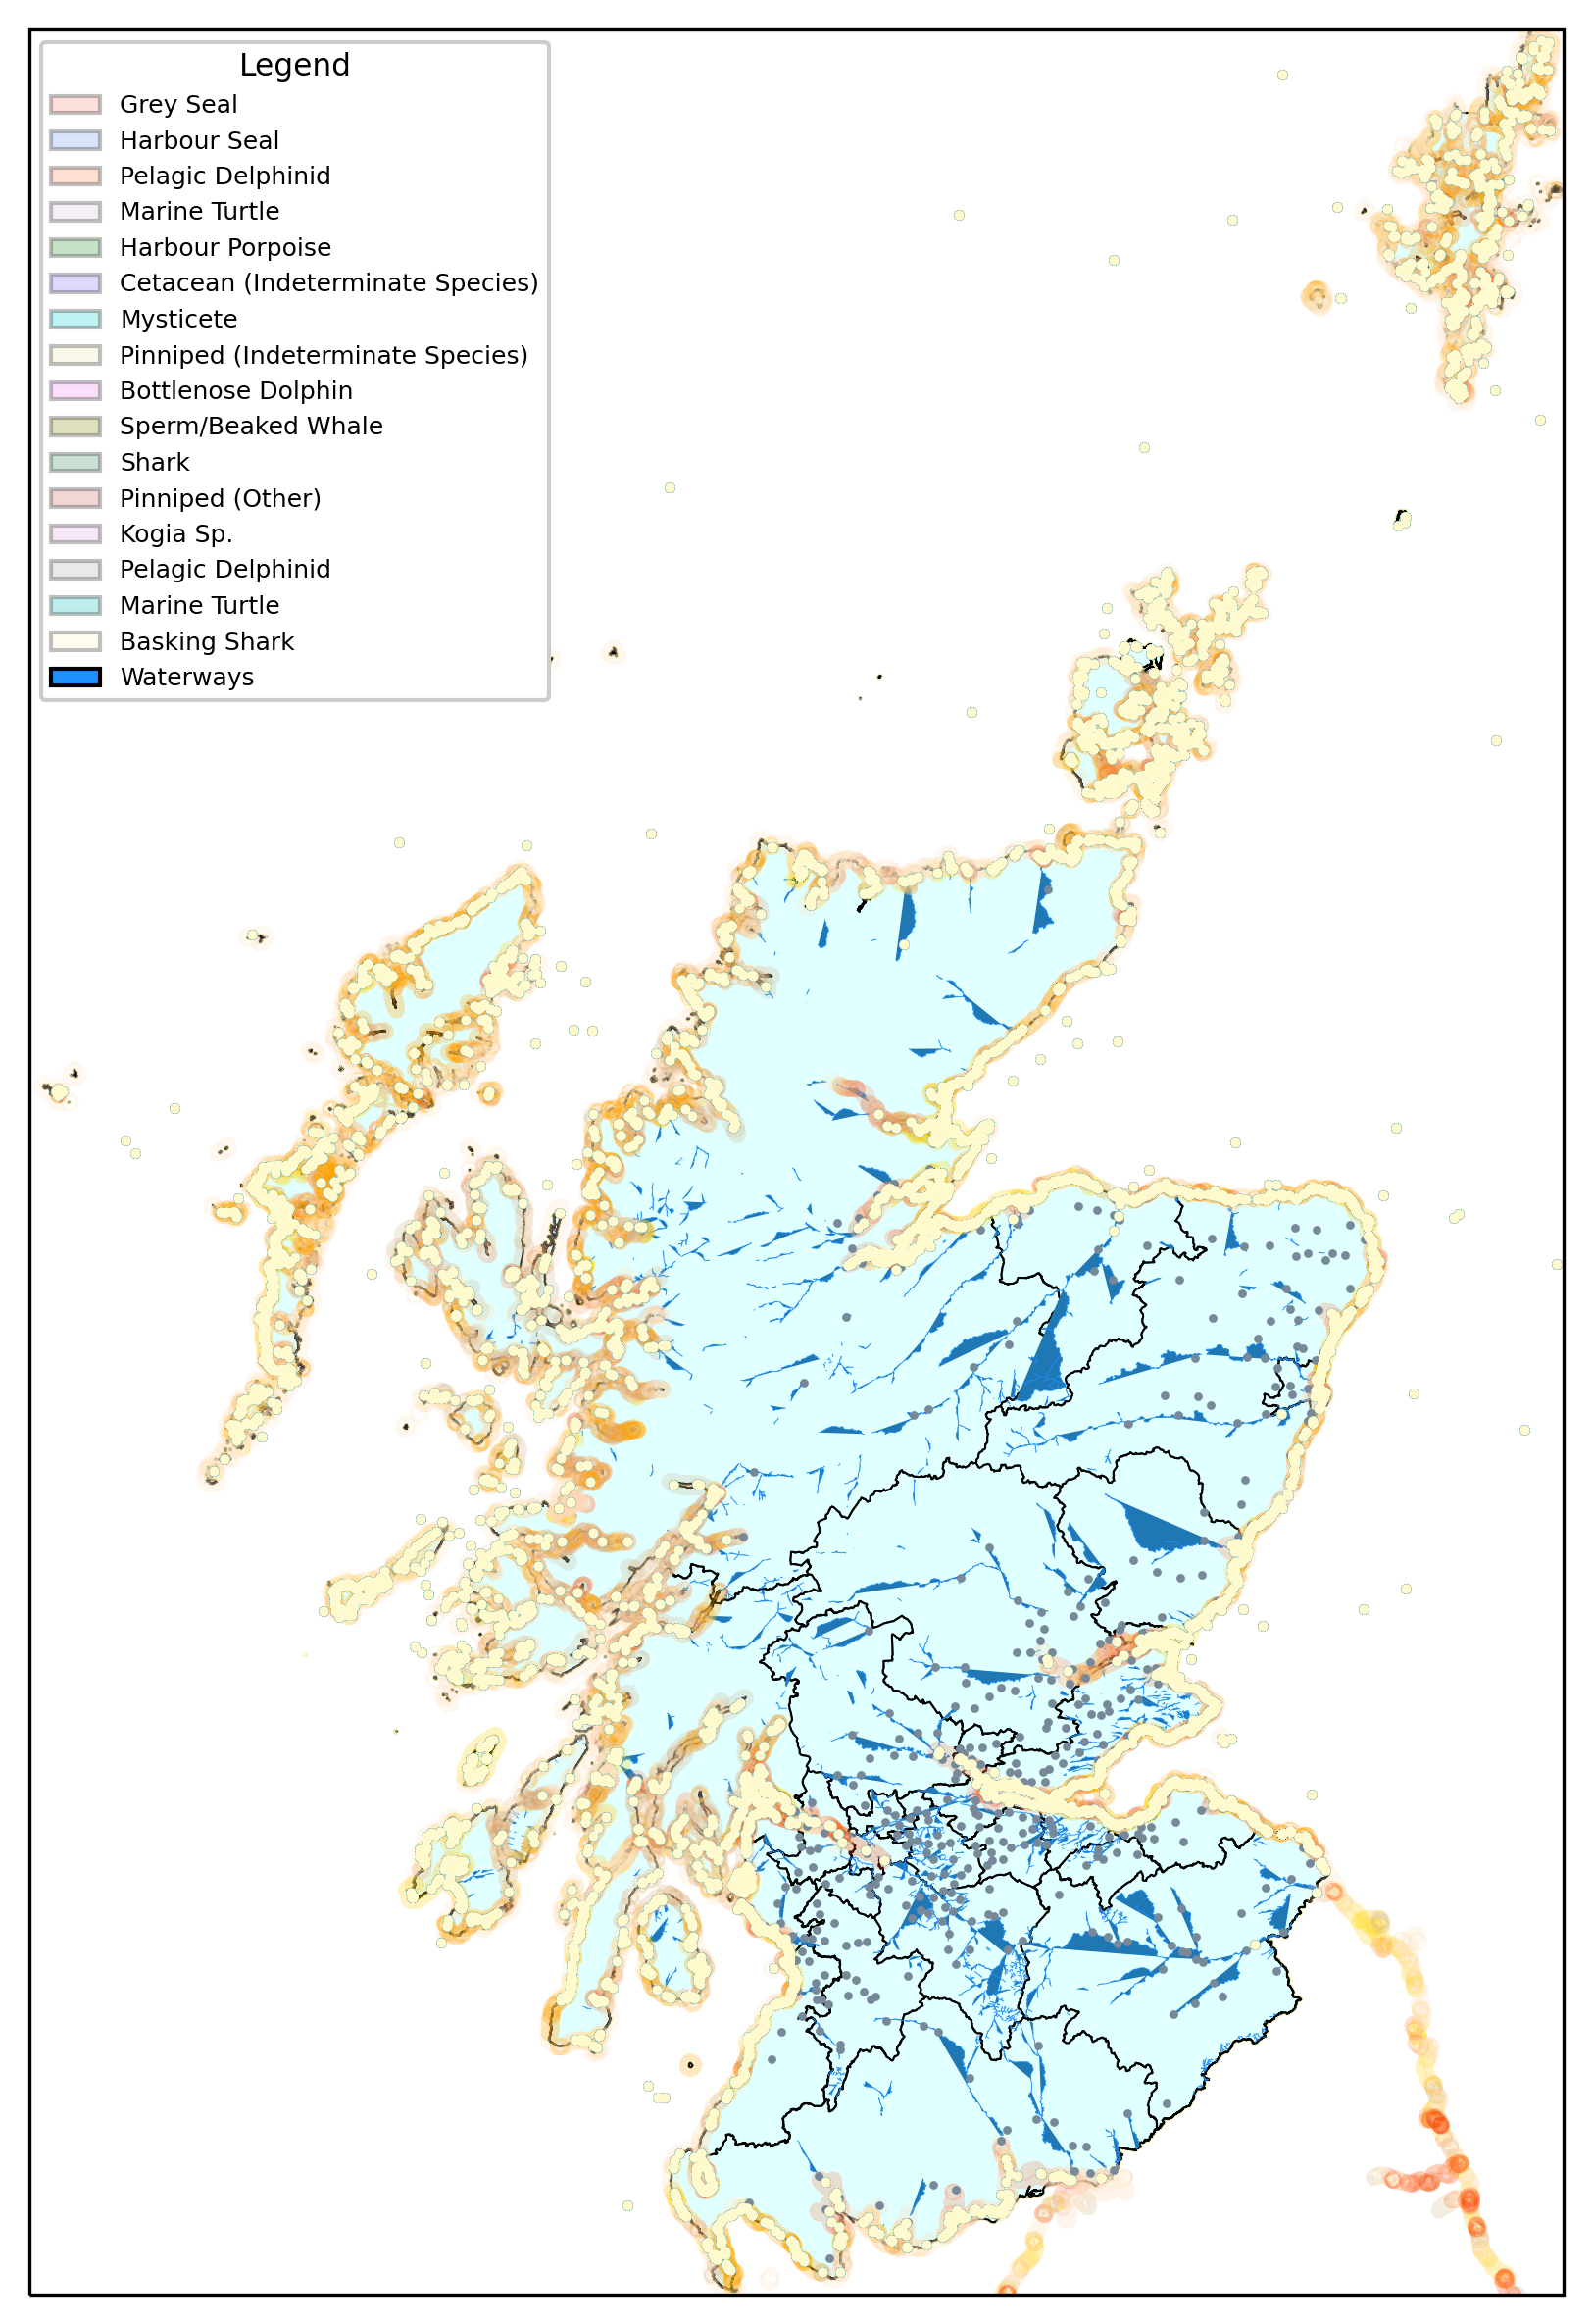 Legend
Grey Seal
Harbour Seal
Pelagic Delphinid
Marine Turtle
Harbour Porpoise
Cetacean (Indeterminate Species)
Mysticete
Pinniped (Indeterminate Species)
Bottlenose Dolphin
Sperm/Beaked Whale
Shark
Pinniped (Other)
Kogia Sp.
Pelagic Delphinid
Marine Turtle
Basking Shark
Waterways